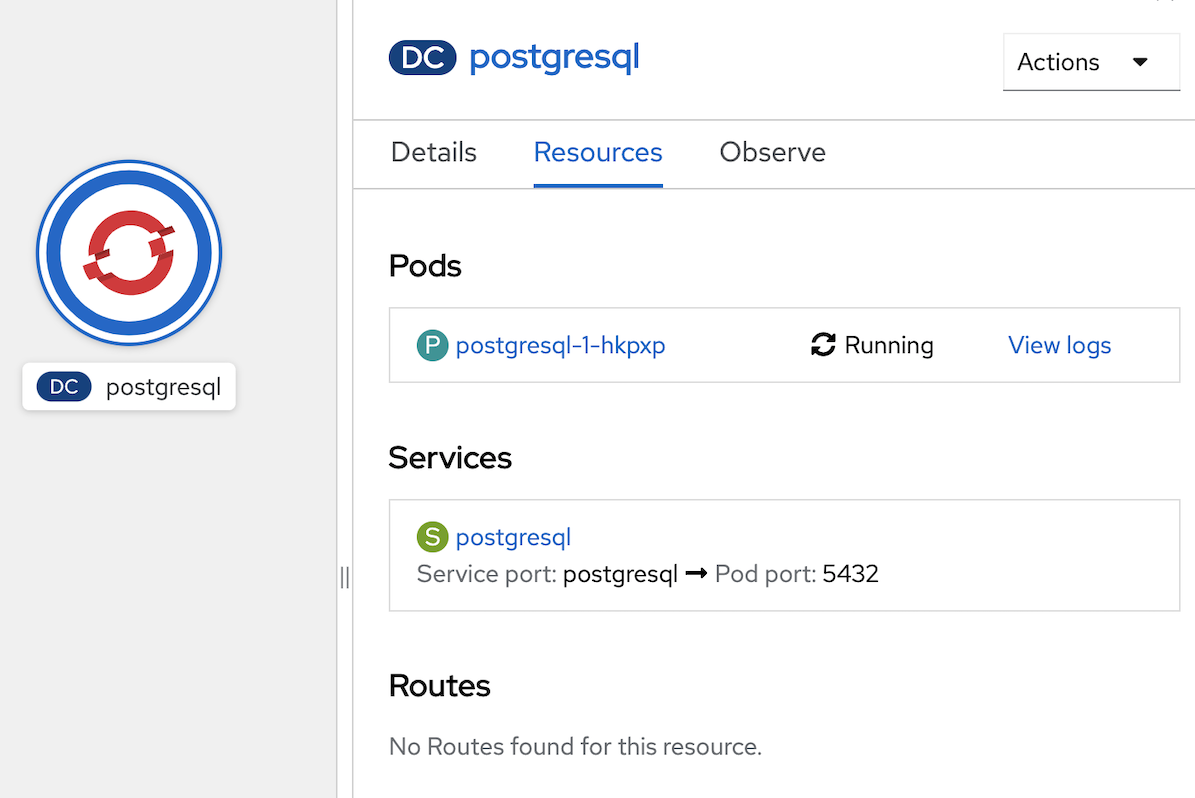 DC postgresql
Actions
Details Resources Observe
Pods
P postgresql-1-hkpxp Running View logs
DC postgresql
Services
S postgresql
Service port: postgresql ➞ Pod port: 5432
Routes
No Routes found for this resource.